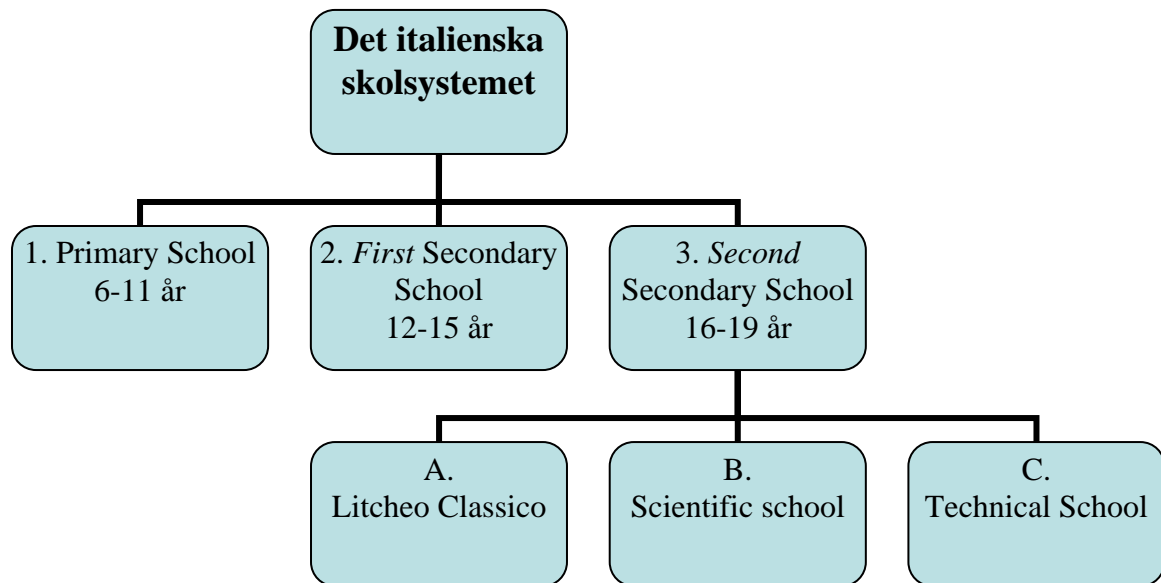 Det italienska
skolsystemet
1. Primary School
6-11 år
2. First Secondary
School
12-15 år
3. Second
Secondary School
16-19 år
A.
Litcheo Classico
B.
Scientific school
C.
Technical School